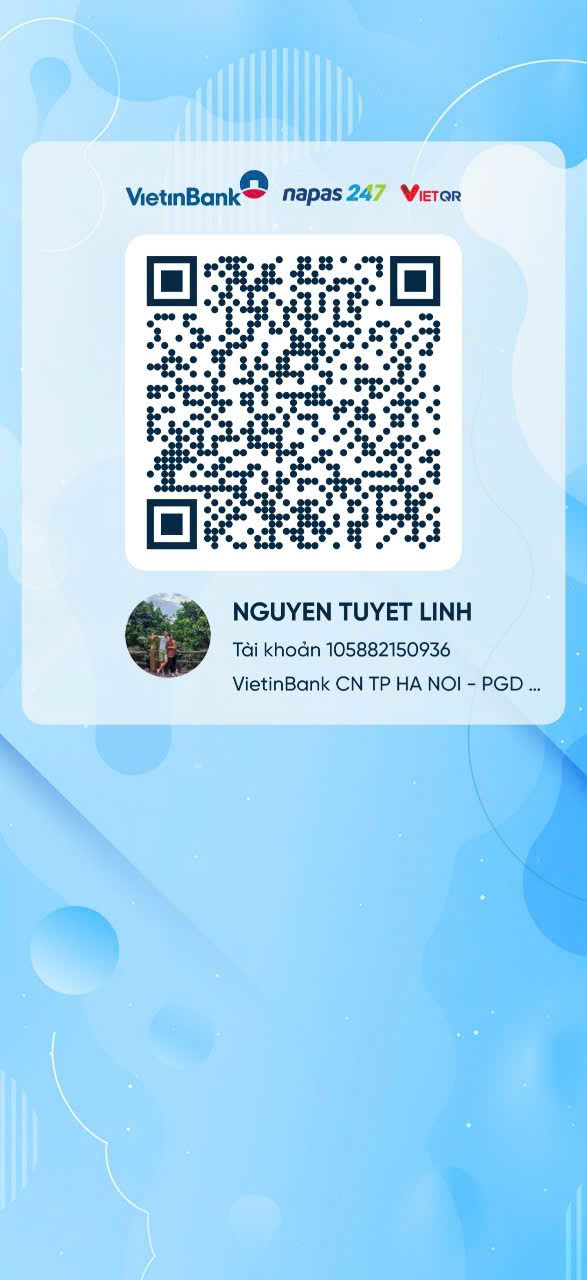 VietinBank napas 247 VIETQR
NGUYEN TUYET LINH
Tài khoản 105882150936
VietinBank CN TP HA NOI - PGD ...